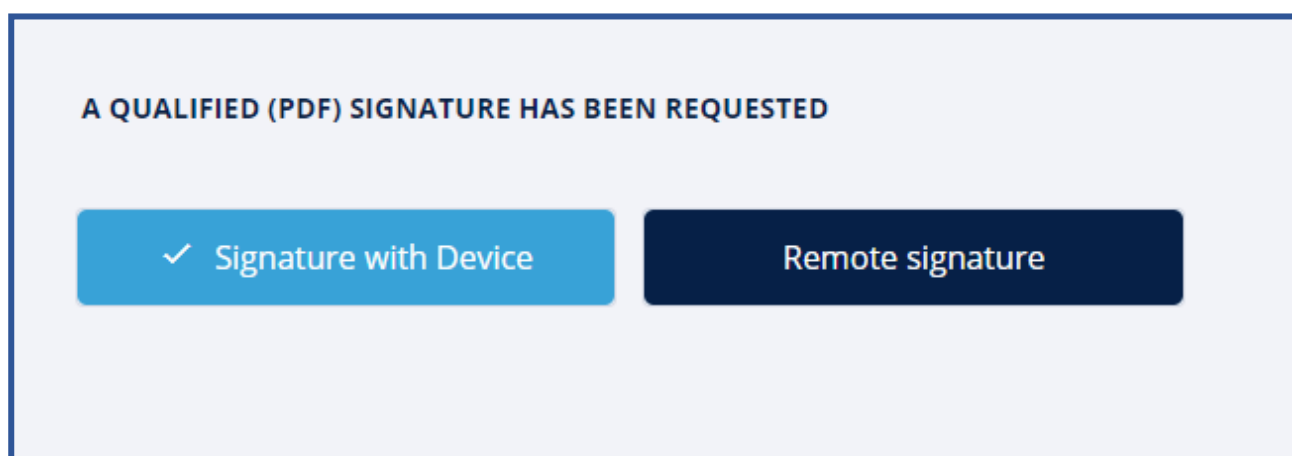 A QUALIFIED (PDF) SIGNATURE HAS BEEN REQUESTED
✓ Signature with Device
Remote signature